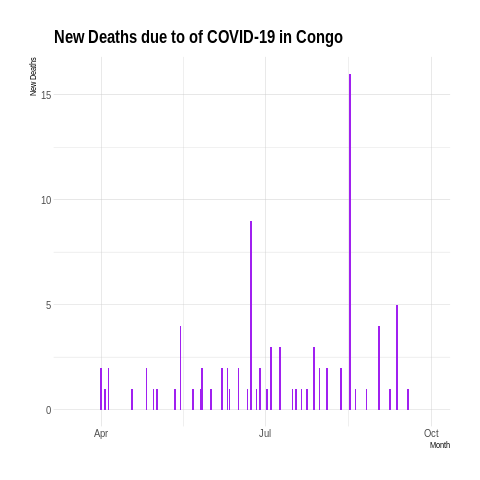 New Deaths due to of COVID-19 in Congo
New Deaths
15
10
5
0
Apr
Jul
Oct
Month